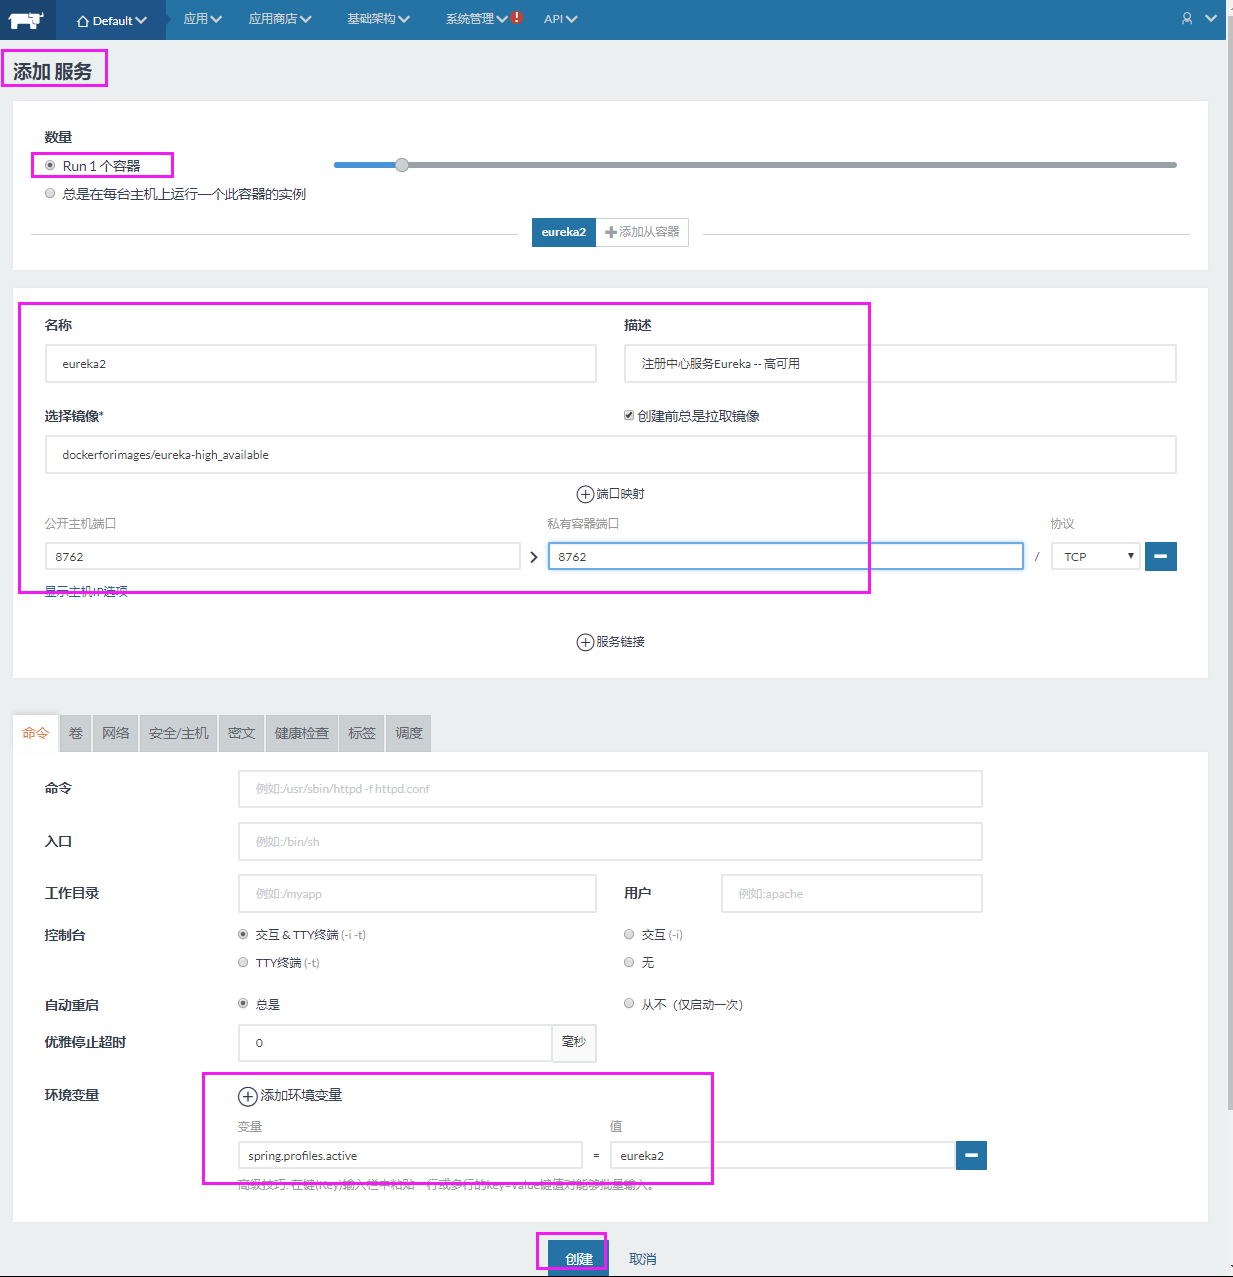 Default 应用 应用商店 基础架构 系统管理 ! API
添加 服务
数量
Run 1 个容器
总是在每台主机上运行一个此容器的实例
eureka2 添加从容器
名称 描述
eureka2 注册中心服务Eureka -- 高可用
选择镜像* 创建前总是拉取镜像
dockerforimages/eureka-high_available
端口映射
公开主机端口 私有容器端口 协议
8762 8762 / TCP
显示主机IP选项
服务链接
命令 卷 网络 安全/主机 密文 健康检查 标签 调度
命令 例如:/usr/sbin/httpd -f httpd.conf
入口 例如:/bin/sh
工作目录 例如:/myapp 用户 例如:apache
控制台 交互 & TTY终端 (-i -t) 交互 (-i)
TTY终端 (-t) 无
自动重启 总是 从不（仅启动一次）
优雅停止超时 0 毫秒
环境变量 添加环境变量
变量 值
spring.profiles.active = eureka2
高级技巧: 在键(Key)输入栏中粘贴一行或多行的key=value键值对能够批量输入。
创建 取消